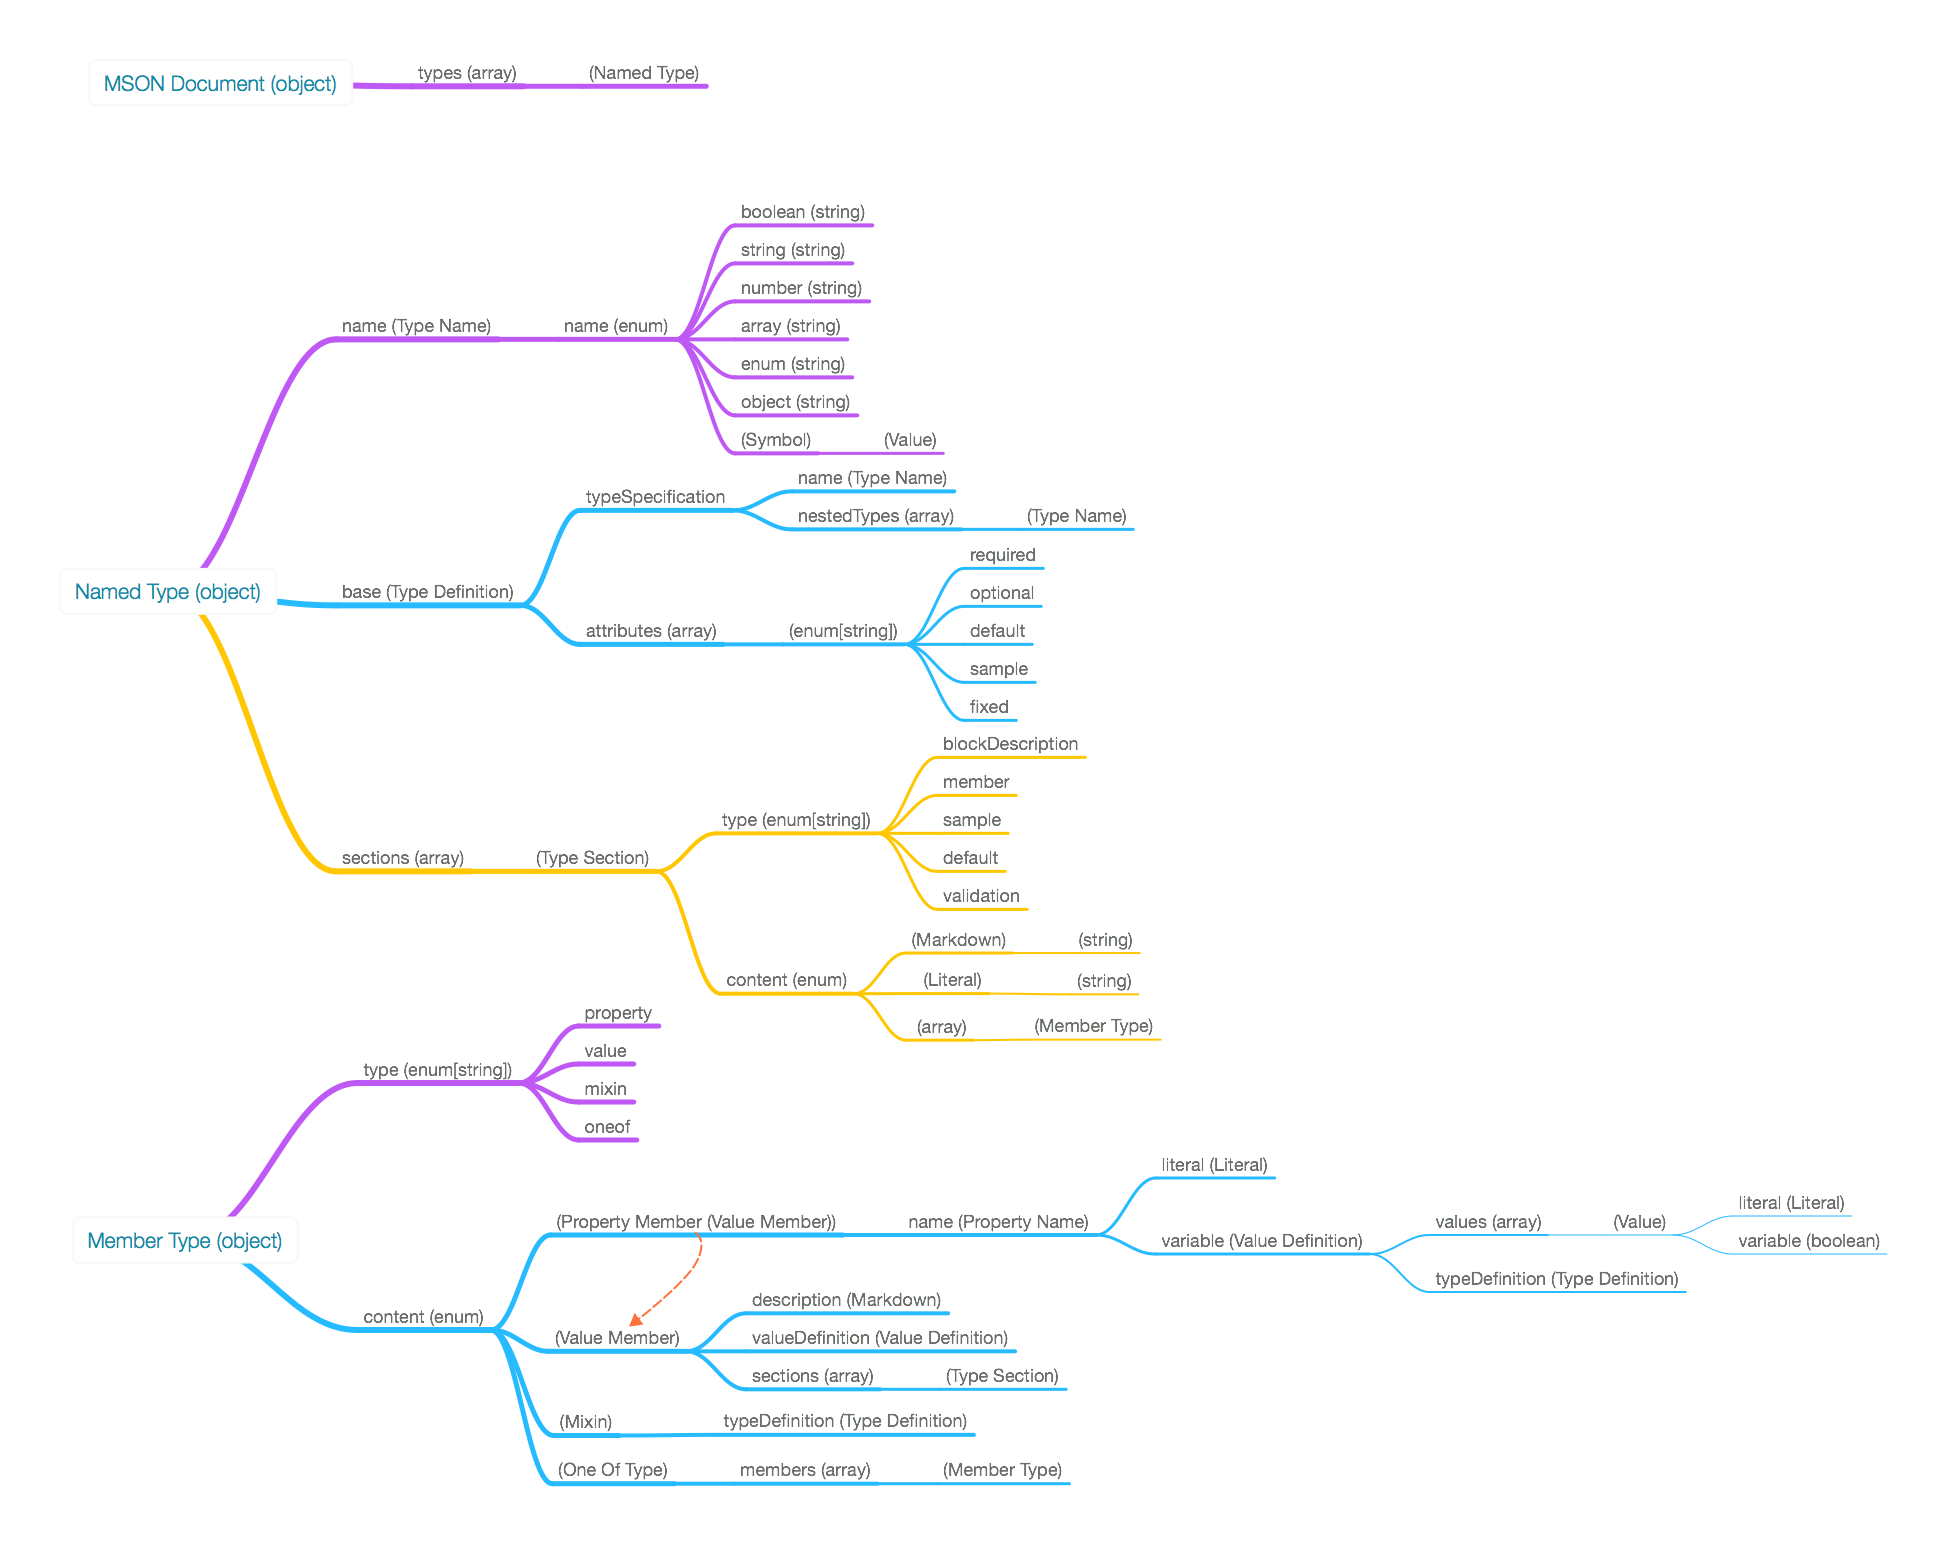 MSON Document (object)
types (array)
(Named Type)
boolean (string)
string (string)
number (string)
name (Type Name)
name (enum)
array (string)
enum (string)
object (string)
(Symbol)
(Value)
name (Type Name)
typeSpecification
nestedTypes (array)
(Type Name)
required
Named Type (object)
base (Type Definition)
optional
attributes (array)
(enum[string])
default
sample
fixed
blockDescription
member
type (enum[string])
sample
sections (array)
(Type Section)
default
validation
(Markdown)
(string)
content (enum)
(Literal)
(string)
(array)
(Member Type)
property
value
type (enum[string])
mixin
oneof
literal (Literal)
literal (Literal)
(Property Member (Value Member))
name (Property Name)
values (array)
(Value)
Member Type (object)
variable (Value Definition)
variable (boolean)
typeDefinition (Type Definition)
description (Markdown)
content (enum)
(Value Member)
valueDefinition (Value Definition)
sections (array)
(Type Section)
(Mixin)
typeDefinition (Type Definition)
(One Of Type)
members (array)
(Member Type)